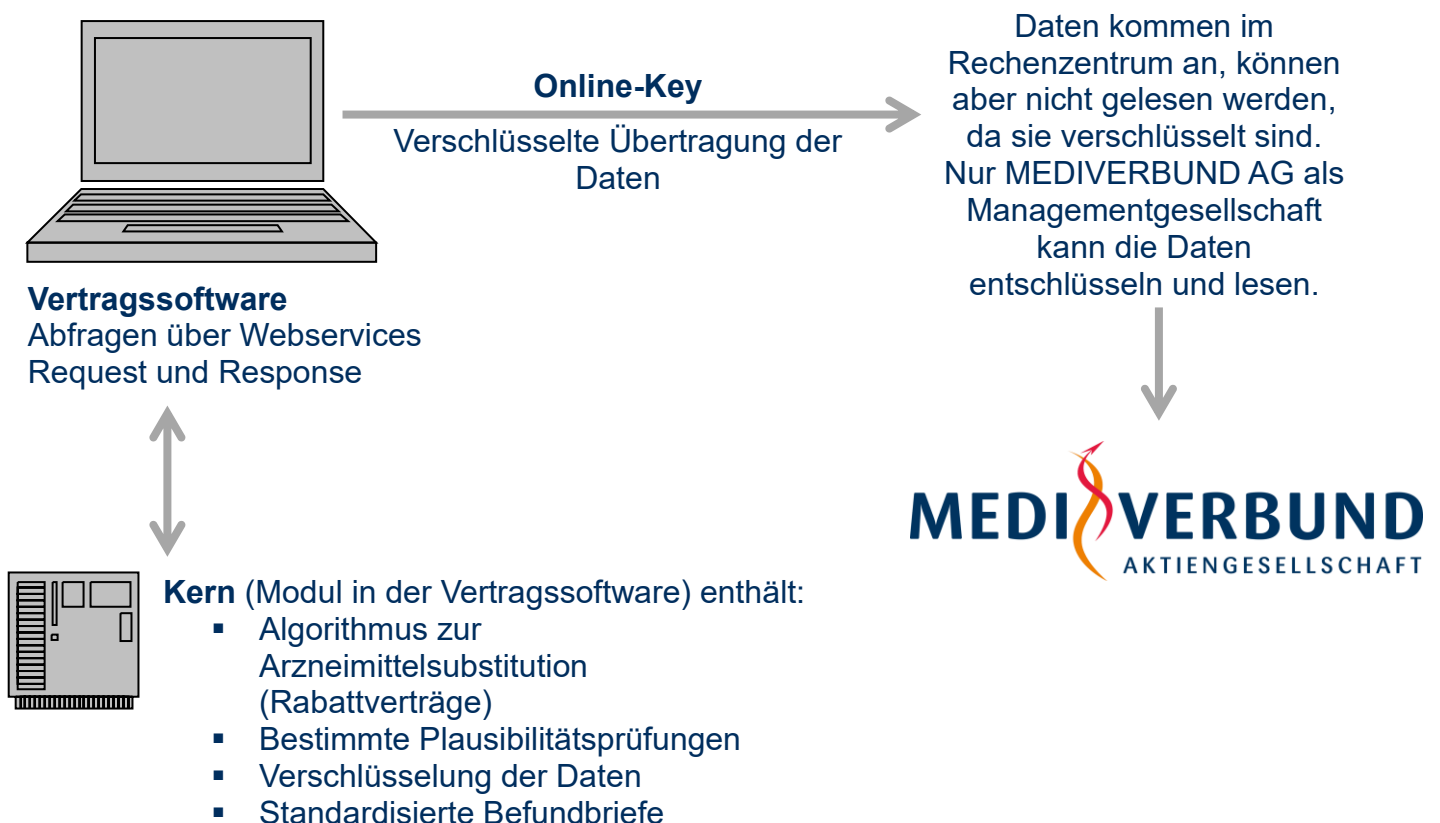 Online-Key
Verschlüsselte Übertragung der
Daten
Daten kommen im
Rechenzentrum an, können
aber nicht gelesen werden,
da sie verschlüsselt sind.
Nur MEDIVERBUND AG als
Managementgesellschaft
kann die Daten
entschlüsseln und lesen.
Vertragssoftware
Abfragen über Webservices
Request und Response
MEDIVERBUND
AKTIENGESELLSCHAFT
Kern (Modul in der Vertragssoftware) enthält:
▪ Algorithmus zur
Arzneimittelsubstitution
(Rabattverträge)
▪ Bestimmte Plausibilitätsprüfungen
▪ Verschlüsselung der Daten
▪ Standardisierte Befundbriefe